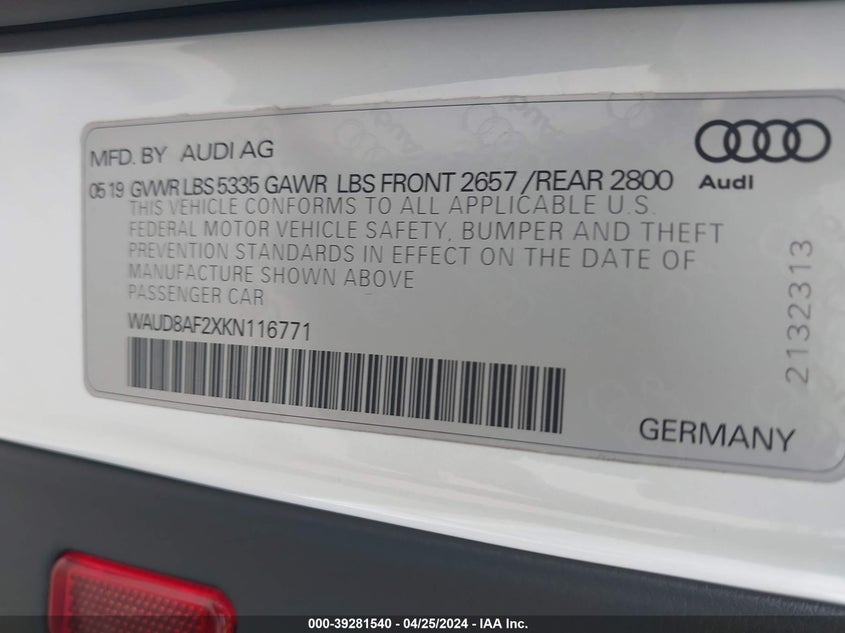 MFD. BY AUDI AG
05 19 GVWR LBS 5335 GAWR LBS FRONT 2657 /REAR 2800
THIS VEHICLE CONFORMS TO ALL APPLICABLE U.S.
FEDERAL MOTOR VEHICLE SAFETY, BUMPER AND THEFT
PREVENTION STANDARDS IN EFFECT ON THE DATE OF
MANUFACTURE SHOWN ABOVE
PASSENGER CAR
WAUD8AF2XKN116771
Audi
2132313
GERMANY
000-39281540 - 04/25/2024 - IAA Inc.